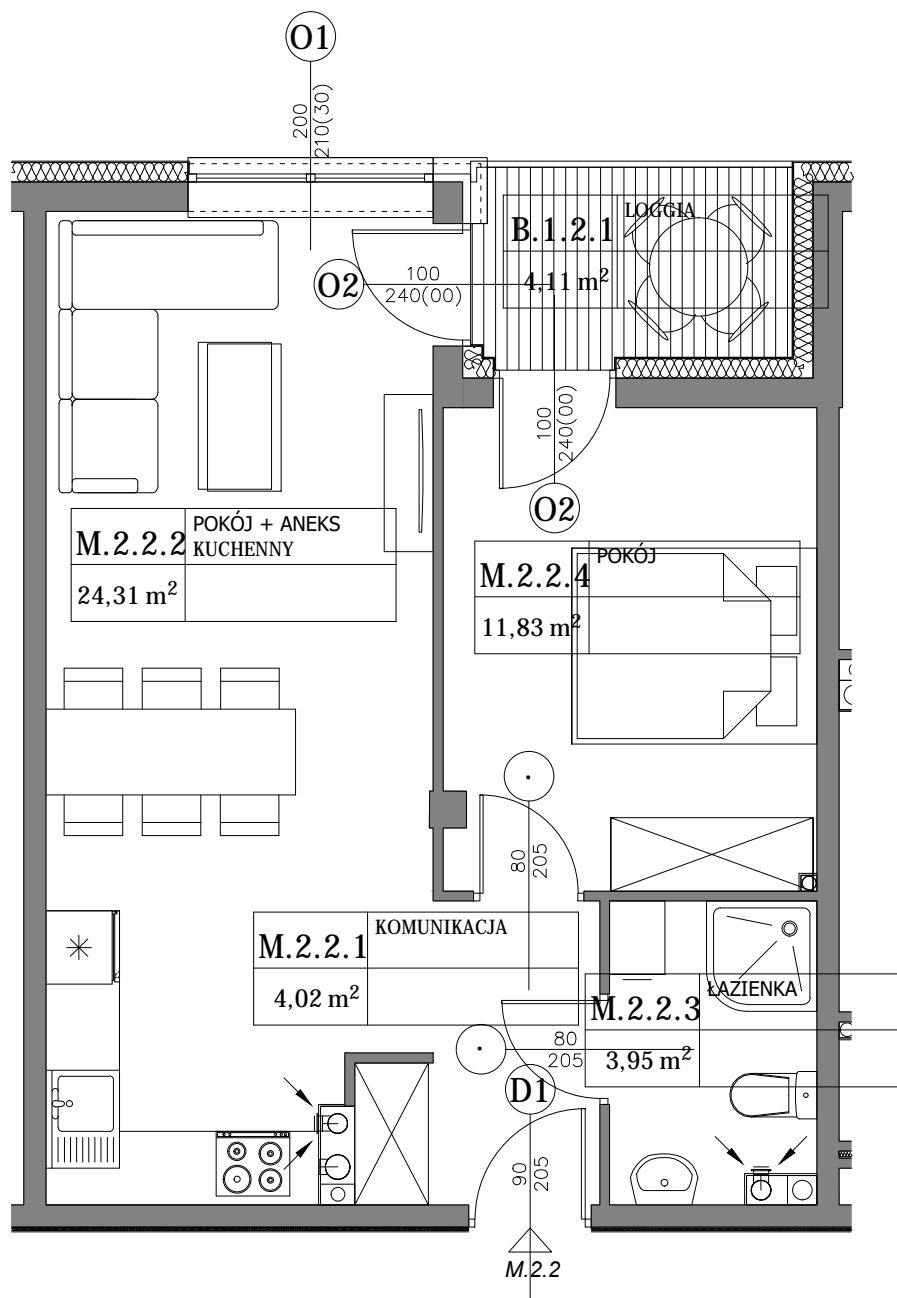 O1
200
210(30)
B.1.2.1
LOGGIA
4,11 m²
O2
100
240(00)
100
240(00)
O2
M.2.2.2
POKÓJ + ANEKS
KUCHENNY
24,31 m²
M.2.2.4
POKÓJ
11,83 m²
80
205
M.2.2.1
KOMUNIKACJA
4,02 m²
M.2.2.3
ŁAZIENKA
3,95 m²
80
205
D1
90
205
M.2.2